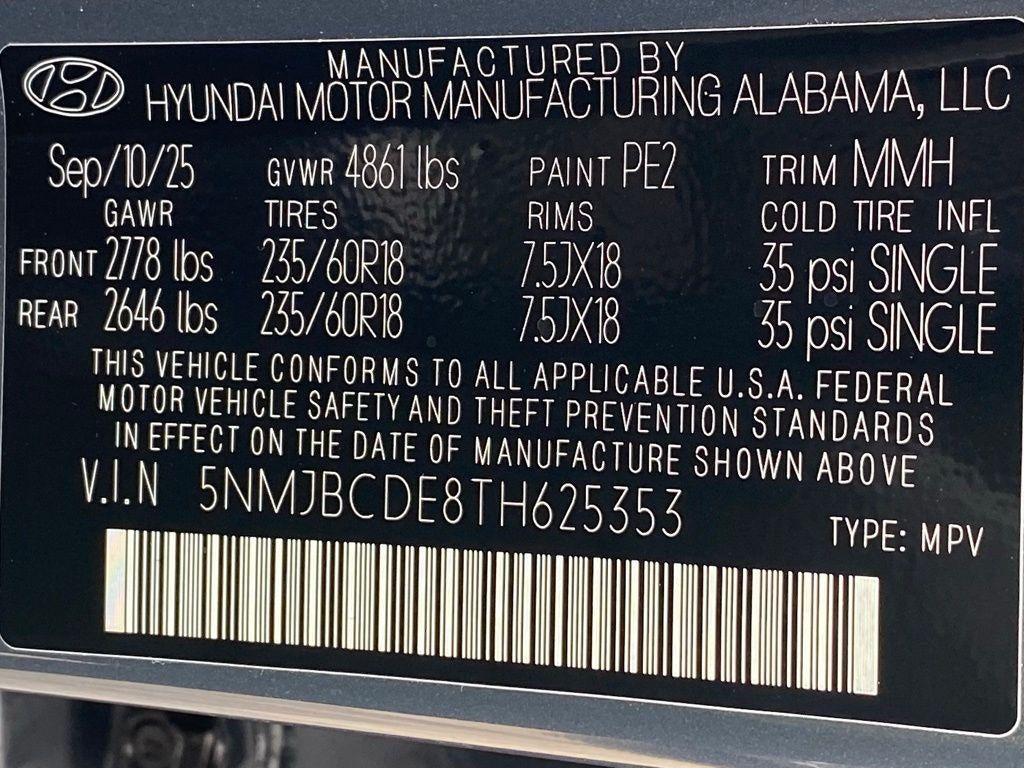 MANUFACTURED BY
HYUNDAI MOTOR MANUFACTURING ALABAMA, LLC
Sep/10/25 GVWR 4861 lbs PAINT PE2 TRIM MMH
GAWR TIRES RIMS COLD TIRE INFL
FRONT 2778 lbs 235/60R18 7.5JX18 35 psi SINGLE
REAR 2646 lbs 235/60R18 7.5JX18 35 psi SINGLE
THIS VEHICLE CONFORMS TO ALL APPLICABLE U.S.A. FEDERAL
MOTOR VEHICLE SAFETY AND THEFT PREVENTION STANDARDS
IN EFFECT ON THE DATE OF MANUFACTURE SHOWN ABOVE
V.I.N 5NMJBCDE8TH625353
TYPE: MPV